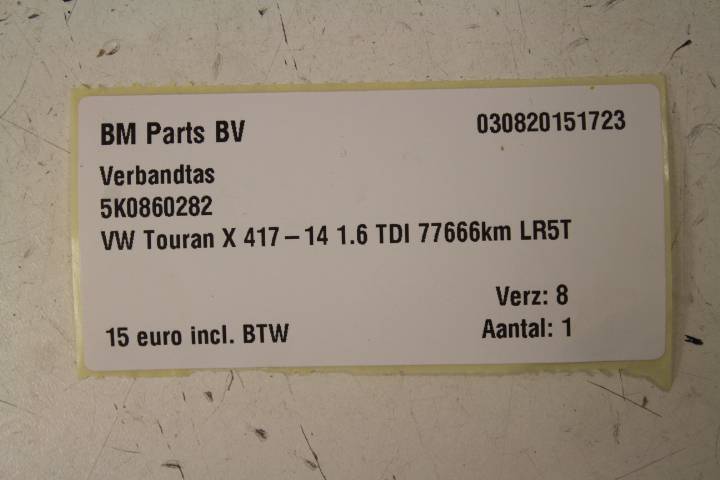 BM Parts BV 030820151723
Verbandtas
5K0860282
VW Touran X 417-14 1.6 TDI 77666km LR5T
Verz: 8
15 euro incl. BTW Aantal: 1